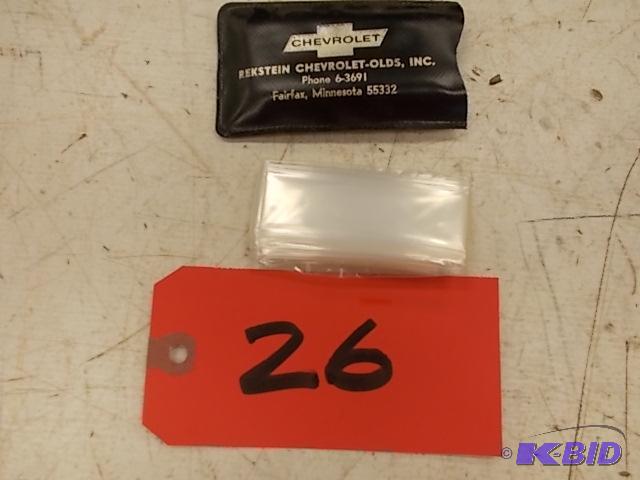 CHEVROLET
REKSTEIN CHEVROLET-OLDS, INC.
Phone 6-3691
Fairfax, Minnesota 55332
26
© K-BID